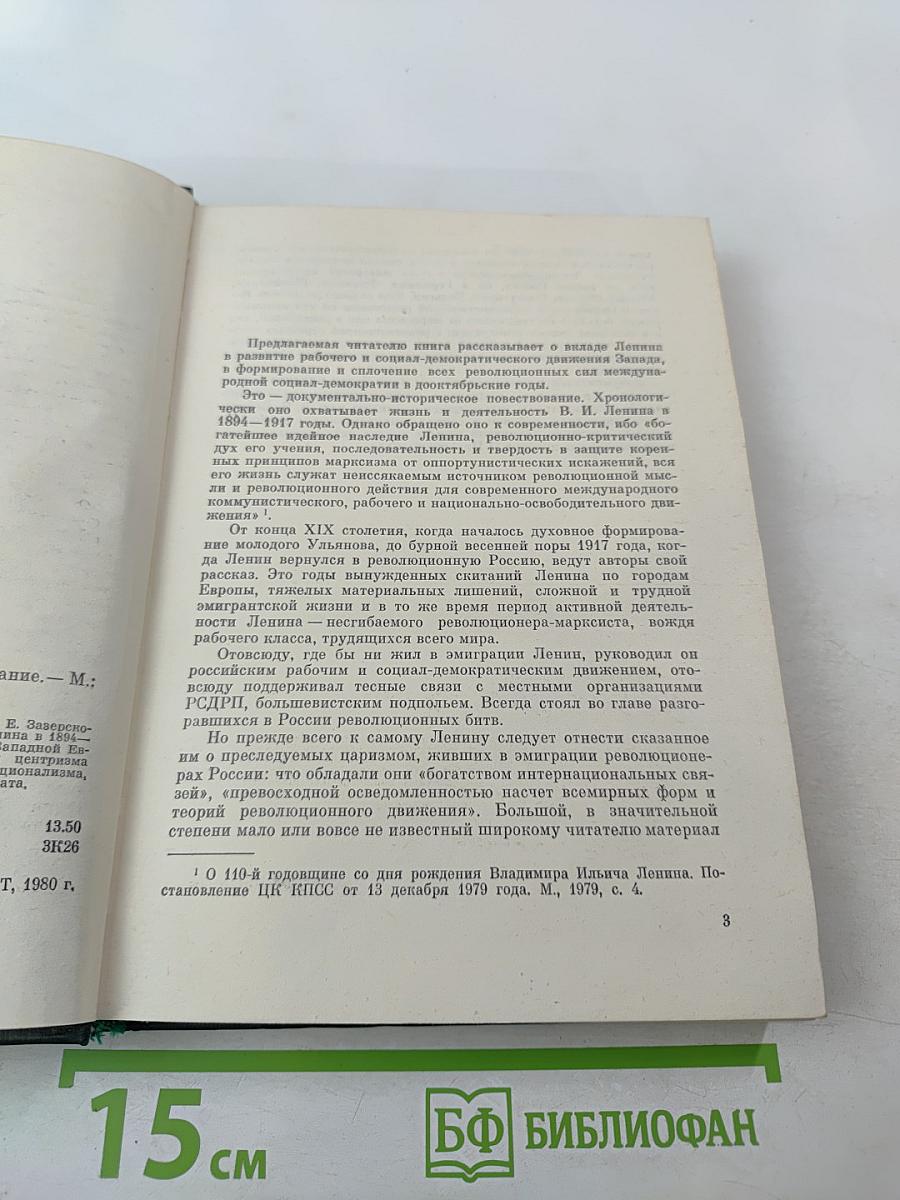 ание.— М.:
Е. Зазерско-
ина в 1894—
Западной Ев-
центризма
ционализма,
ата.
13.50
ЗК26
Т, 1980 г.
Предлагаемая читателю книга рассказывает о вкладе Ленина
в развитие рабочего и социал-демократического движения Запада,
в формирование и сплочение всех революционных сил междуна-
родной социал-демократии в дооктябрьские годы.
Это — документально-историческое повествование. Хронологи-
чески оно охватывает жизнь и деятельность В. И. Ленина в
1894—1917 годы. Однако обращено оно к современности, ибо «бо-
гатейшее идейное наследие Ленина, революционно-критический
дух его учения, последовательность и твердость в защите корен-
ных принципов марксизма от оппортунистических искажений, вся
его жизнь служат неиссякаемым источником революционной мыс-
ли и революционного действия для современного международного
коммунистического, рабочего и национально-освободительного дви-
жения» ¹.
От конца XIX столетия, когда началось духовное формирова-
ние молодого Ульянова, до бурной весенней поры 1917 года, ког-
да Ленин вернулся в революционную Россию, ведут авторы свой
рассказ. Это годы вынужденных скитаний Ленина по городам
Европы, тяжелых материальных лишений, сложной и трудной
эмигрантской жизни и в то же время период активной деятель-
ности Ленина — несгибаемого революционера-марксиста, вождя
рабочего класса, трудящихся всего мира.
Отовсюду, где бы ни жил в эмиграции Ленин, руководил он
российским рабочим и социал-демократическим движением, ото-
всюду поддерживал тесные связи с местными организациями
РСДРП, большевистским подпольем. Всегда стоял во главе разго-
равшихся в России революционных битв.
Но прежде всего к самому Ленину следует отнести сказанное
им о преследуемых царизмом, живших в эмиграции революционе-
рах России: что обладали они «богатством интернациональных свя-
зей», «превосходной осведомленностью насчет всемирных форм и
теорий революционного движения». Большой, в значительной
степени мало или вовсе не известный широкому читателю материал
¹ О 110-й годовщине со дня рождения Владимира Ильича Ленина. По-
становление ЦК КПСС от 13 декабря 1979 года. М., 1979, с. 4.
3
15 см
БФ БИБЛИОФАН